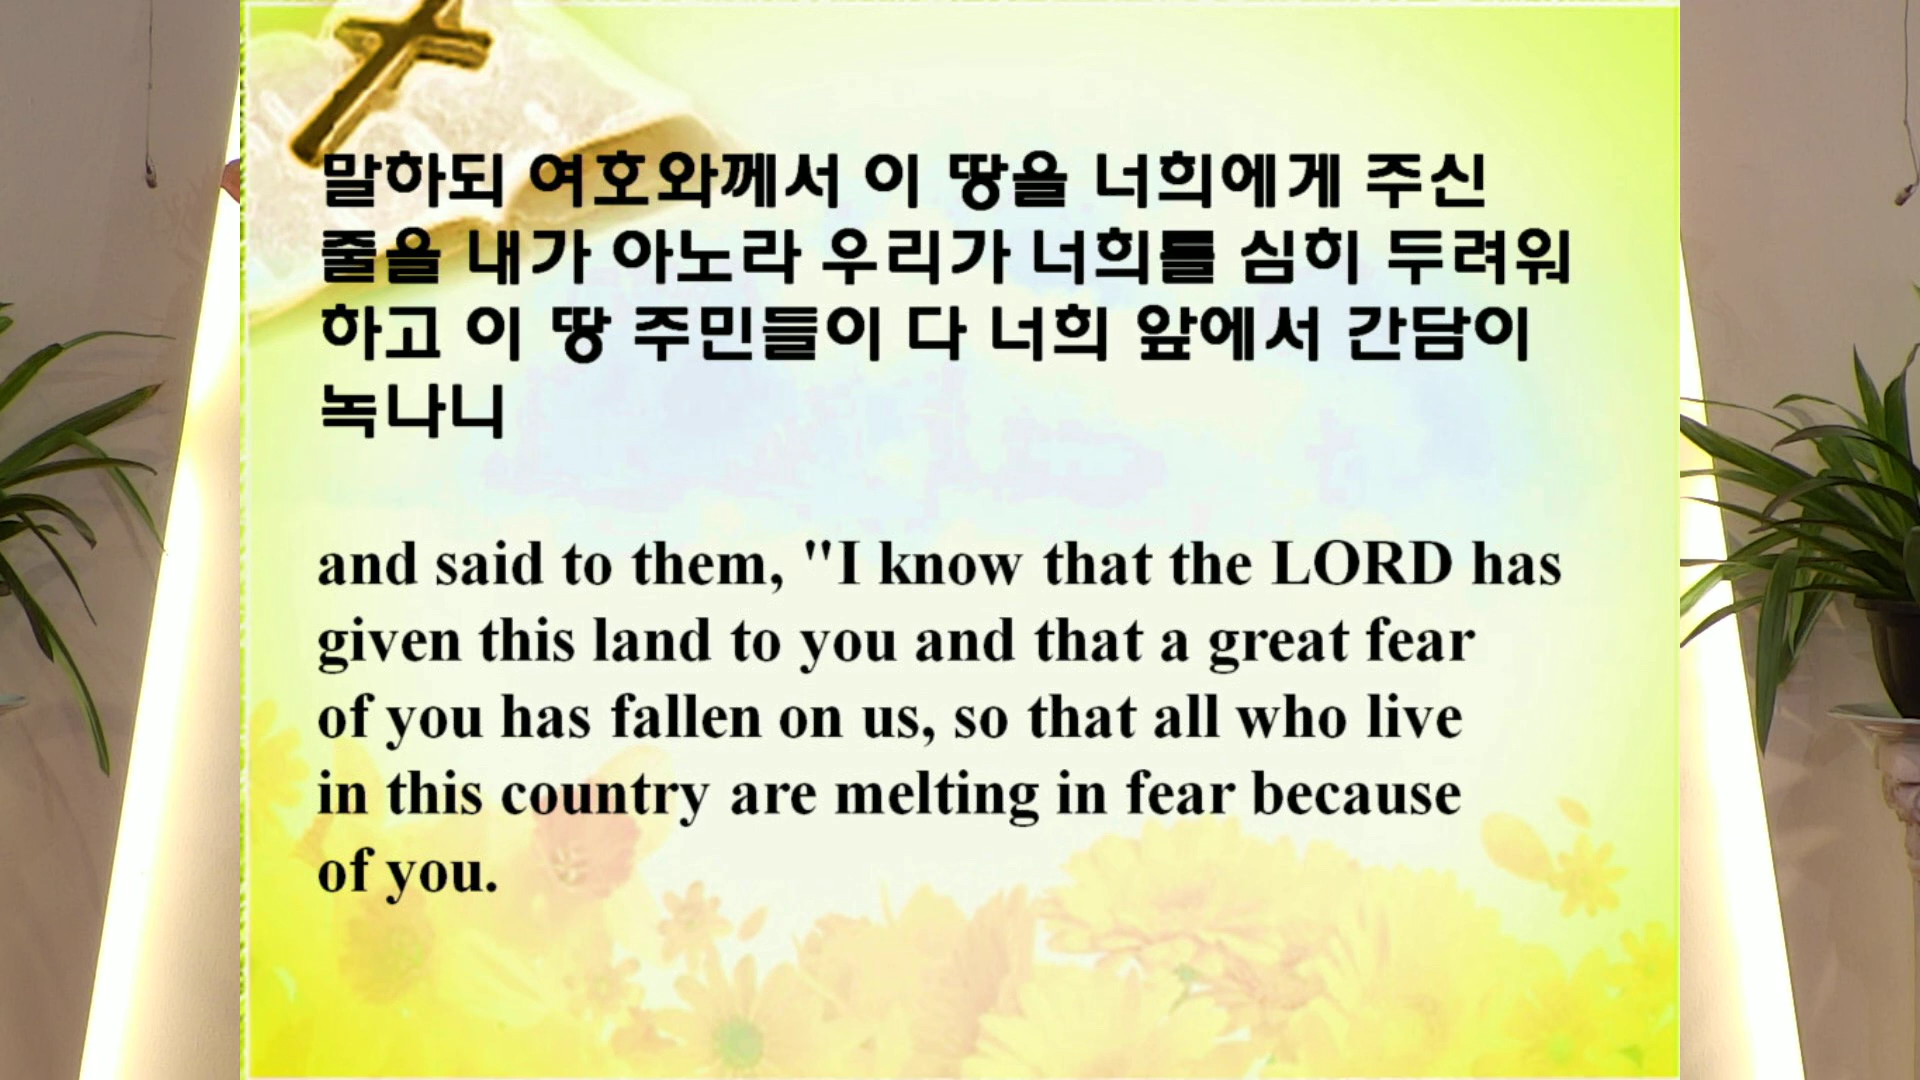 말하되 여호와께서 이 땅을 너희에게 주신
줄을 내가 아노라 우리가 너희를 심히 두려워
하고 이 땅 주민들이 다 너희 앞에서 간담이
녹나니
and said to them, "I know that the LORD has
given this land to you and that a great fear
of you has fallen on us, so that all who live
in this country are melting in fear because
of you.